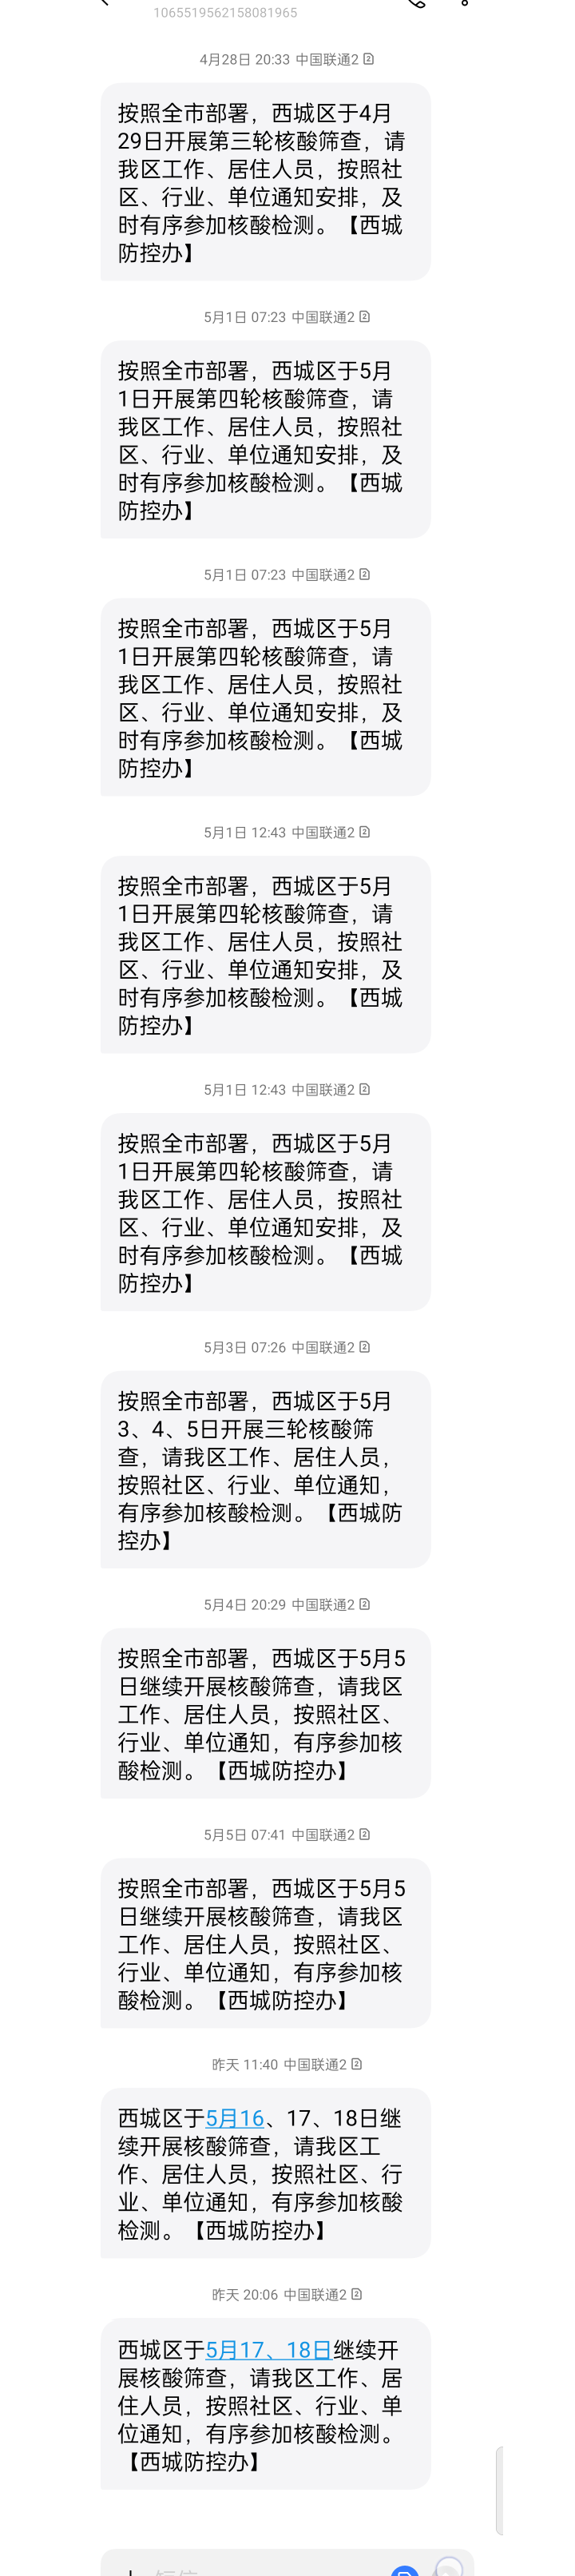 1065519562158081965
4月28日 20:33 中国联通2
按照全市部署，西城区于4月
29日开展第三轮核酸筛查，请
我区工作、居住人员，按照社
区、行业、单位通知安排，及
时有序参加核酸检测。【西城
防控办】
5月1日 07:23 中国联通2
按照全市部署，西城区于5月
1日开展第四轮核酸筛查，请
我区工作、居住人员，按照社
区、行业、单位通知安排，及
时有序参加核酸检测。【西城
防控办】
5月1日 07:23 中国联通2
按照全市部署，西城区于5月
1日开展第四轮核酸筛查，请
我区工作、居住人员，按照社
区、行业、单位通知安排，及
时有序参加核酸检测。【西城
防控办】
5月1日 12:43 中国联通2
按照全市部署，西城区于5月
1日开展第四轮核酸筛查，请
我区工作、居住人员，按照社
区、行业、单位通知安排，及
时有序参加核酸检测。【西城
防控办】
5月1日 12:43 中国联通2
按照全市部署，西城区于5月
1日开展第四轮核酸筛查，请
我区工作、居住人员，按照社
区、行业、单位通知安排，及
时有序参加核酸检测。【西城
防控办】
5月3日 07:26 中国联通2
按照全市部署，西城区于5月
3、4、5日开展三轮核酸筛
查，请我区工作、居住人员，
按照社区、行业、单位通知，
有序参加核酸检测。【西城防
控办】
5月4日 20:29 中国联通2
按照全市部署，西城区于5月5
日继续开展核酸筛查，请我区
工作、居住人员，按照社区、
行业、单位通知，有序参加核
酸检测。【西城防控办】
5月5日 07:41 中国联通2
按照全市部署，西城区于5月5
日继续开展核酸筛查，请我区
工作、居住人员，按照社区、
行业、单位通知，有序参加核
酸检测。【西城防控办】
昨天 11:40 中国联通2
西城区于5月16、17、18日继
续开展核酸筛查，请我区工
作、居住人员，按照社区、行
业、单位通知，有序参加核酸
检测。【西城防控办】
昨天 20:06 中国联通2
西城区于5月17、18日继续开
展核酸筛查，请我区工作、居
住人员，按照社区、行业、单
位通知，有序参加核酸检测。
【西城防控办】